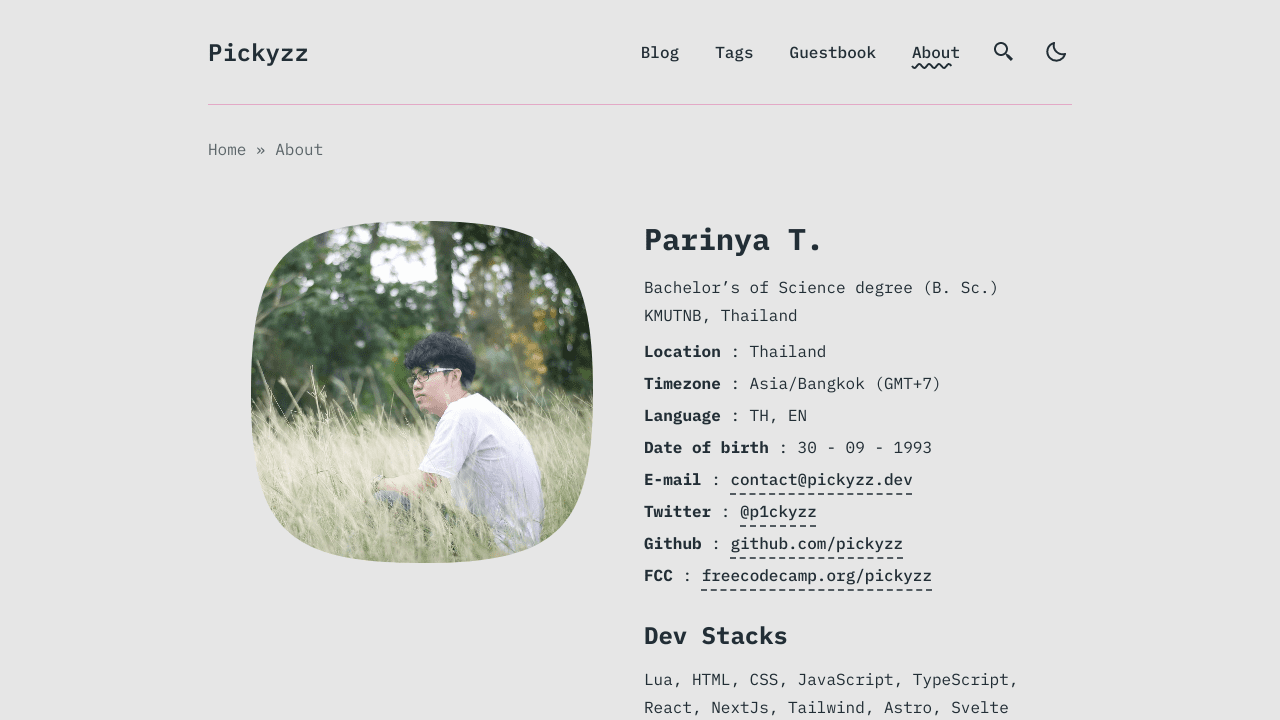 Pickyzz
Blog Tags Guestbook About
Home » About
Parinya T.
Bachelor’s of Science degree (B. Sc.)
KMUTNB, Thailand
Location : Thailand
Timezone : Asia/Bangkok (GMT+7)
Language : TH, EN
Date of birth : 30 - 09 - 1993
E-mail : contact@pickyzz.dev
Twitter : @p1ckyzz
Github : github.com/pickyzz
FCC : freecodecamp.org/pickyzz
Dev Stacks
Lua, HTML, CSS, JavaScript, TypeScript,
React, NextJs, Tailwind, Astro, Svelte